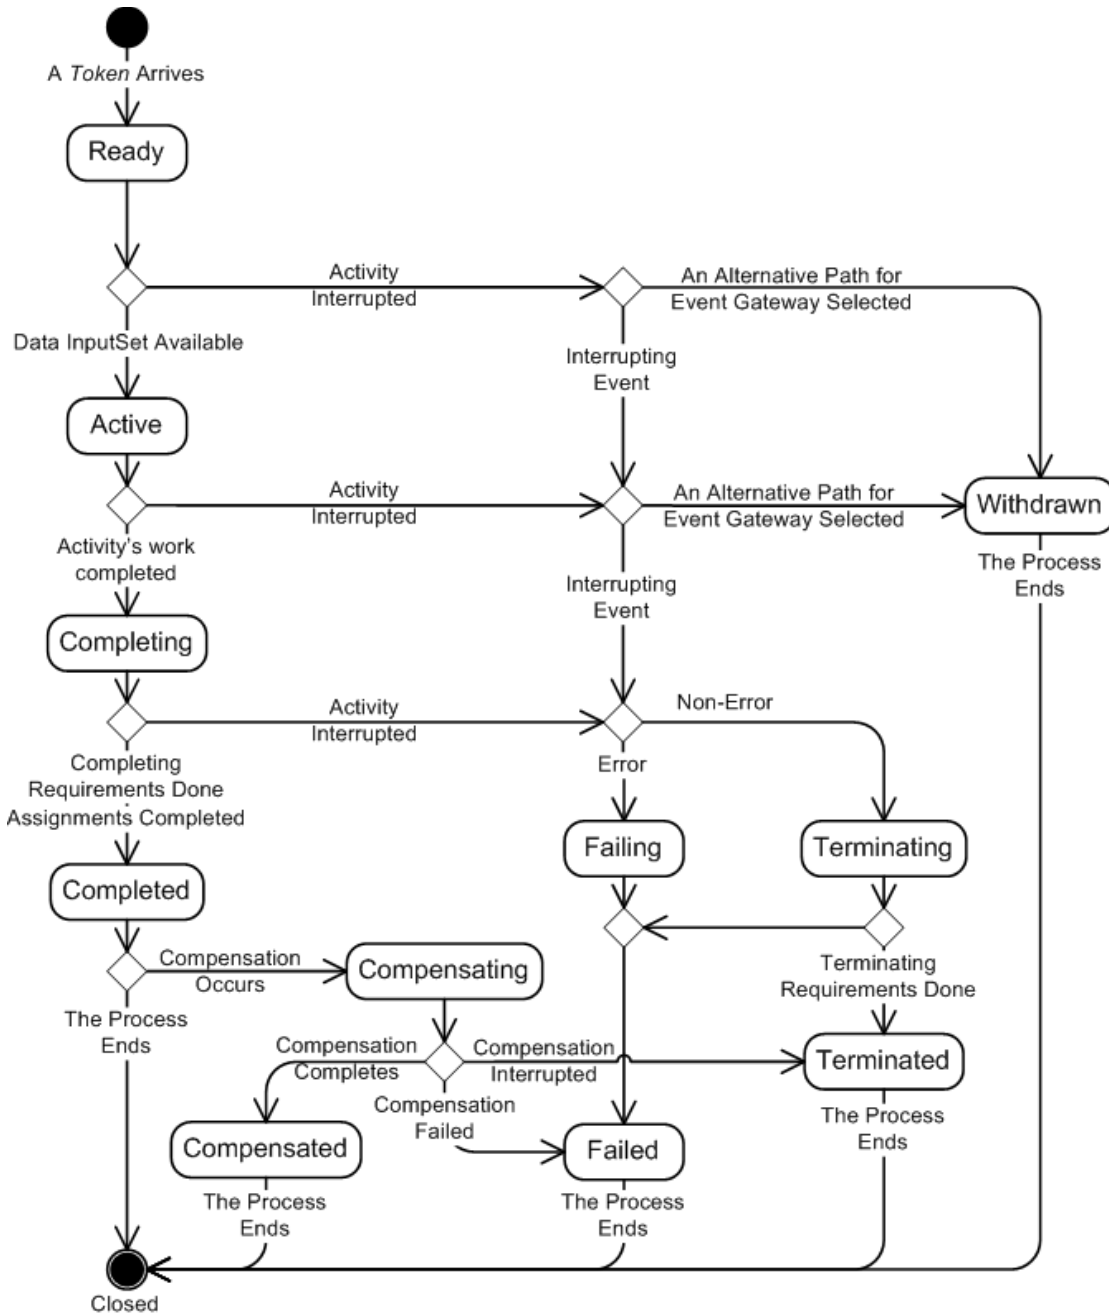 A Token Arrives
Ready
Activity
Interrupted
An Alternative Path for
Event Gateway Selected
Data InputSet Available
Interrupting
Event
Active
Activity
Interrupted
An Alternative Path for
Event Gateway Selected
Withdrawn
Activity's work
completed
The Process
Ends
Interrupting
Event
Completing
Activity
Interrupted
Non-Error
Completing
Requirements Done
Assignments Completed
Error
Failing
Terminating
Completed
Compensation
Occurs
Compensating
Terminating
Requirements Done
The Process
Ends
Compensation
Completes
Compensation
Interrupted
Terminated
Compensation
Failed
The Process
Ends
Compensated
Failed
The Process
Ends
The Process
Ends
Closed